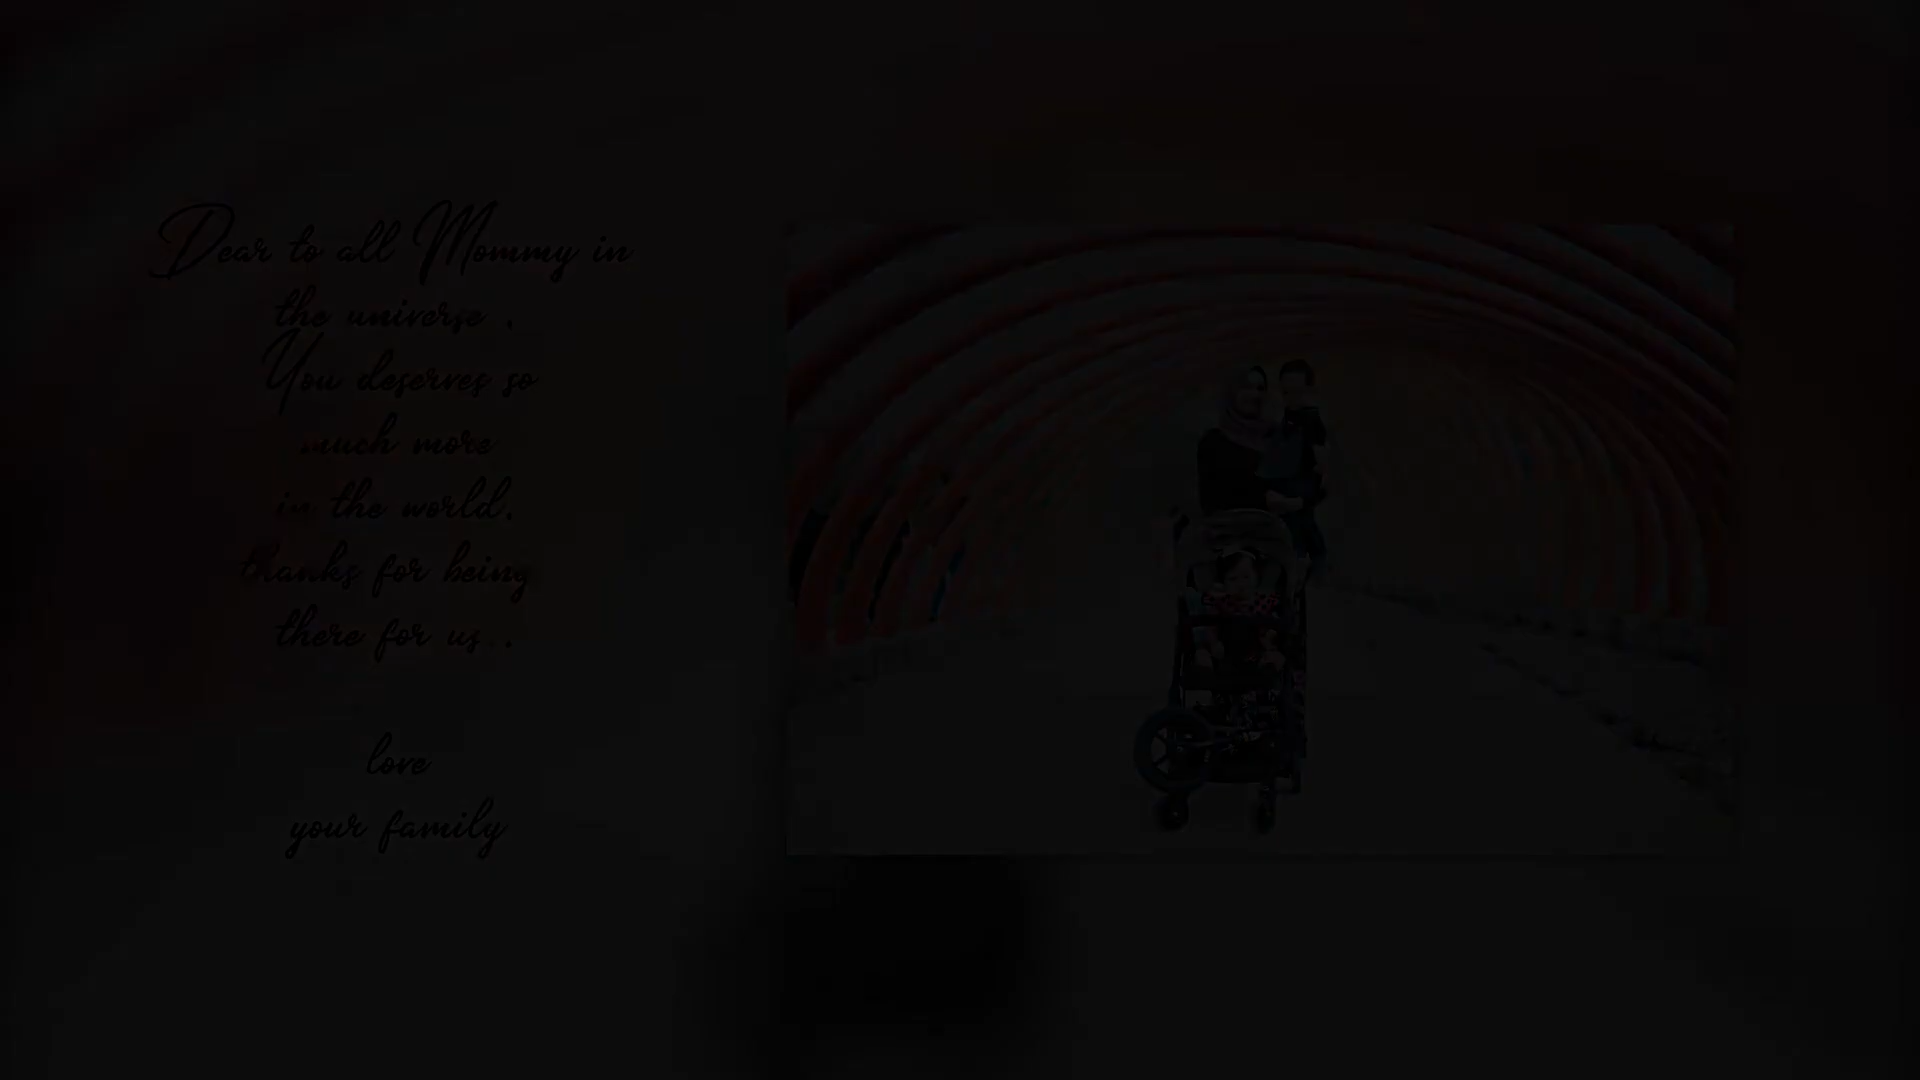 Dear to all Mommy in
the universe .
You deserves so
much more
in the world.
thanks for being
there for us..
love
your family